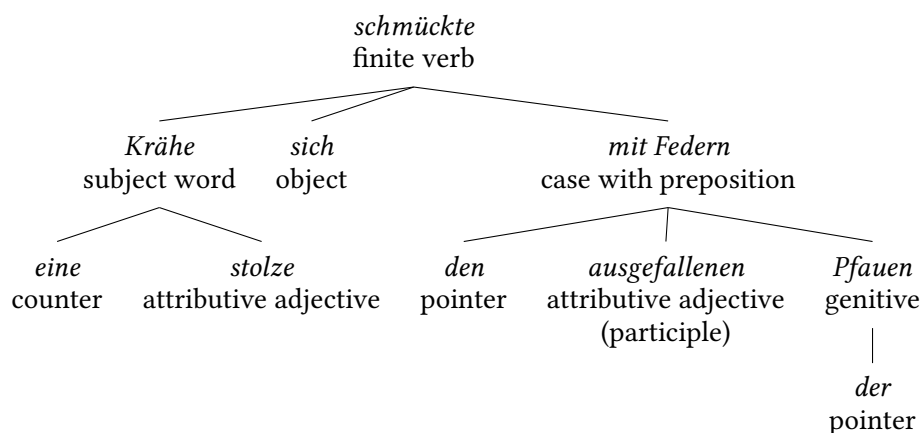 schmückte
finite verb
Krähe sich mit Federn
subject word object case with preposition
eine stolze den ausgefallenen Pfauen
counter attributive adjective pointer attributive adjective genitive
(participle)
der
pointer